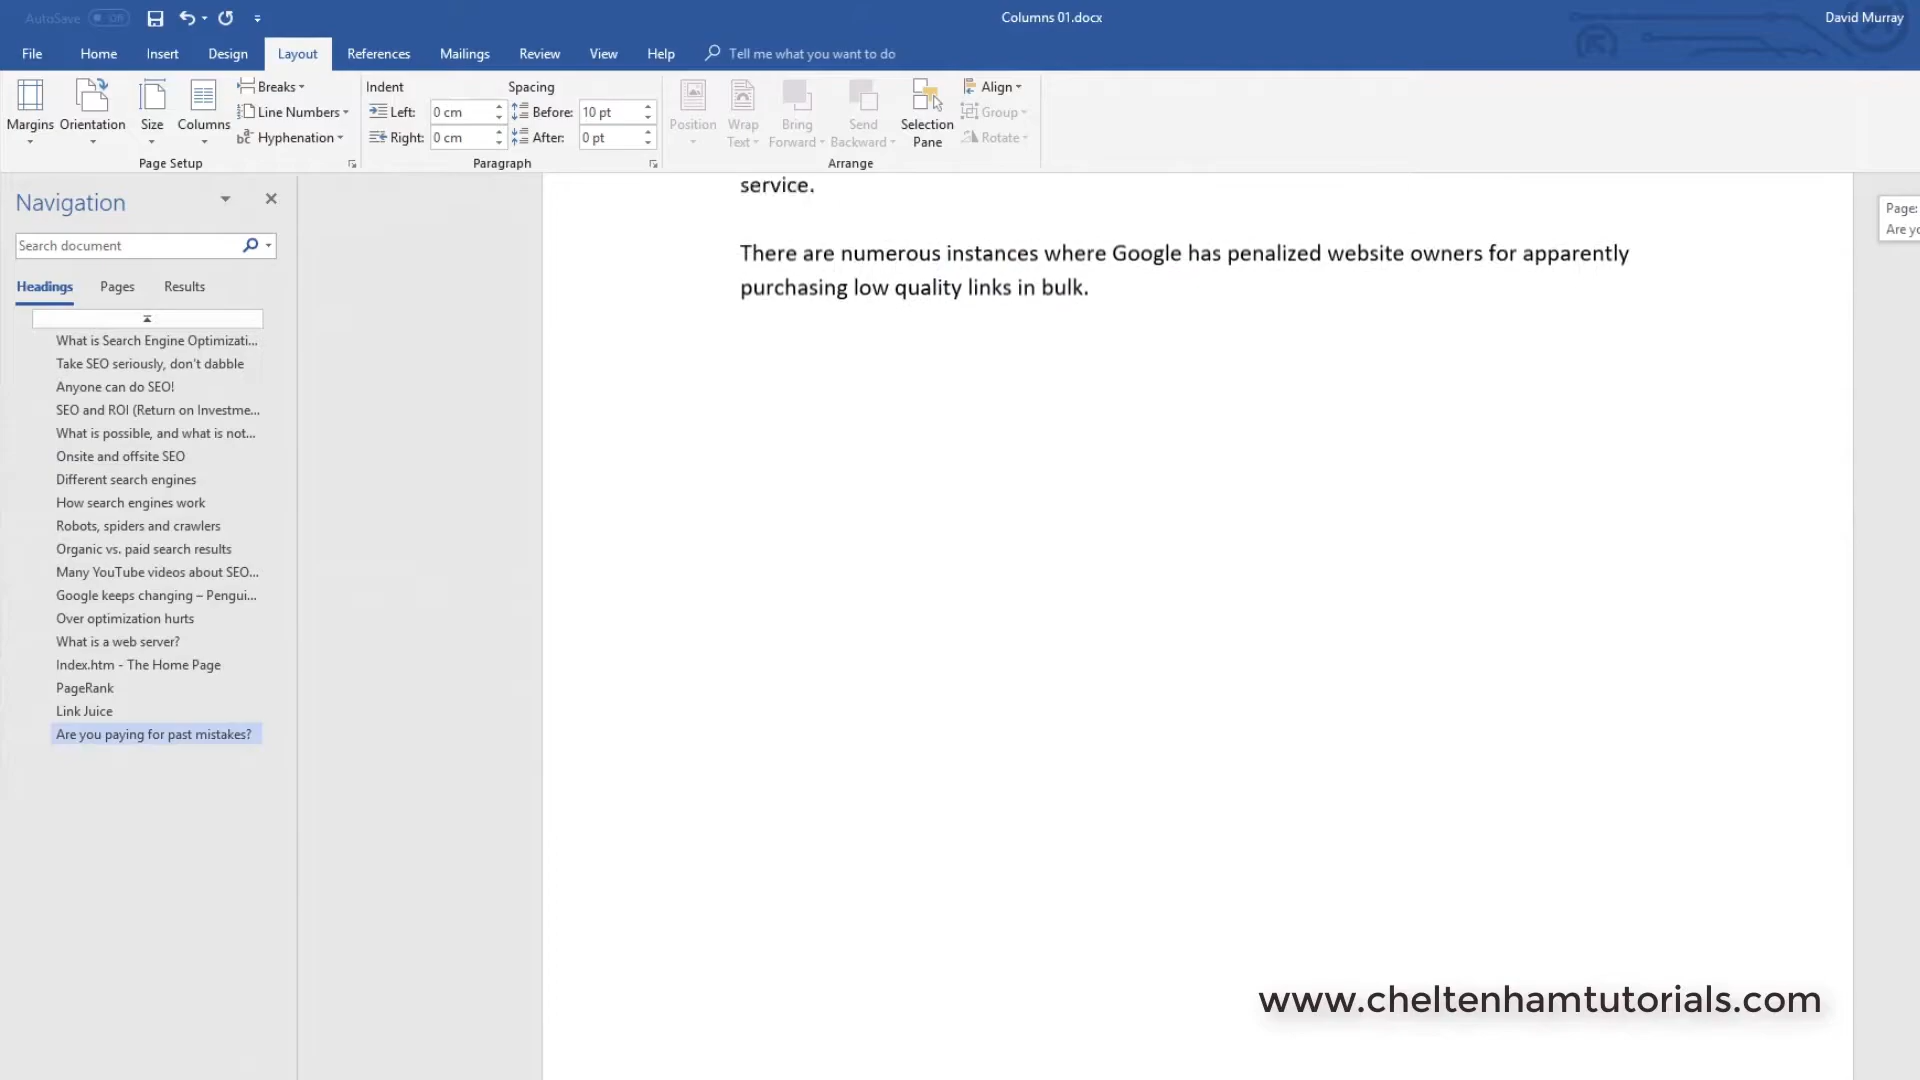 AutoSave Off
Columns 01.docx
David Murray
File Home Insert Design Layout References Mailings Review View Help Tell me what you want to do
Margins
Orientation
Size
Columns
Breaks
Line Numbers
Hyphenation
Page Setup
Indent
Left: 0 cm
Right: 0 cm
Spacing
Before: 10 pt
After: 0 pt
Paragraph
Position
Wrap
Text
Bring
Forward
Send
Backward
Selection
Pane
Align
Group
Rotate
Arrange
Navigation
Search document
Headings Pages Results
What is Search Engine Optimizati...
Take SEO seriously, don't dabble
Anyone can do SEO!
SEO and ROI (Return on Investme...
What is possible, and what is not...
Onsite and offsite SEO
Different search engines
How search engines work
Robots, spiders and crawlers
Organic vs. paid search results
Many YouTube videos about SEO...
Google keeps changing – Pengui...
Over optimization hurts
What is a web server?
Index.htm - The Home Page
PageRank
Link Juice
Are you paying for past mistakes?
service.
There are numerous instances where Google has penalized website owners for apparently
purchasing low quality links in bulk.
Page:
Are yo
www.cheltenhamtutorials.com